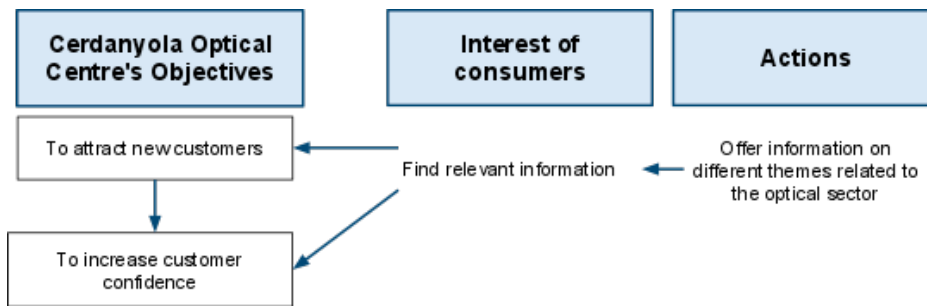 Cerdanyola Optical
Centre's Objectives
Interest of
consumers
Actions
To attract new customers
Find relevant information
Offer information on
different themes related to
the optical sector
To increase customer
confidence